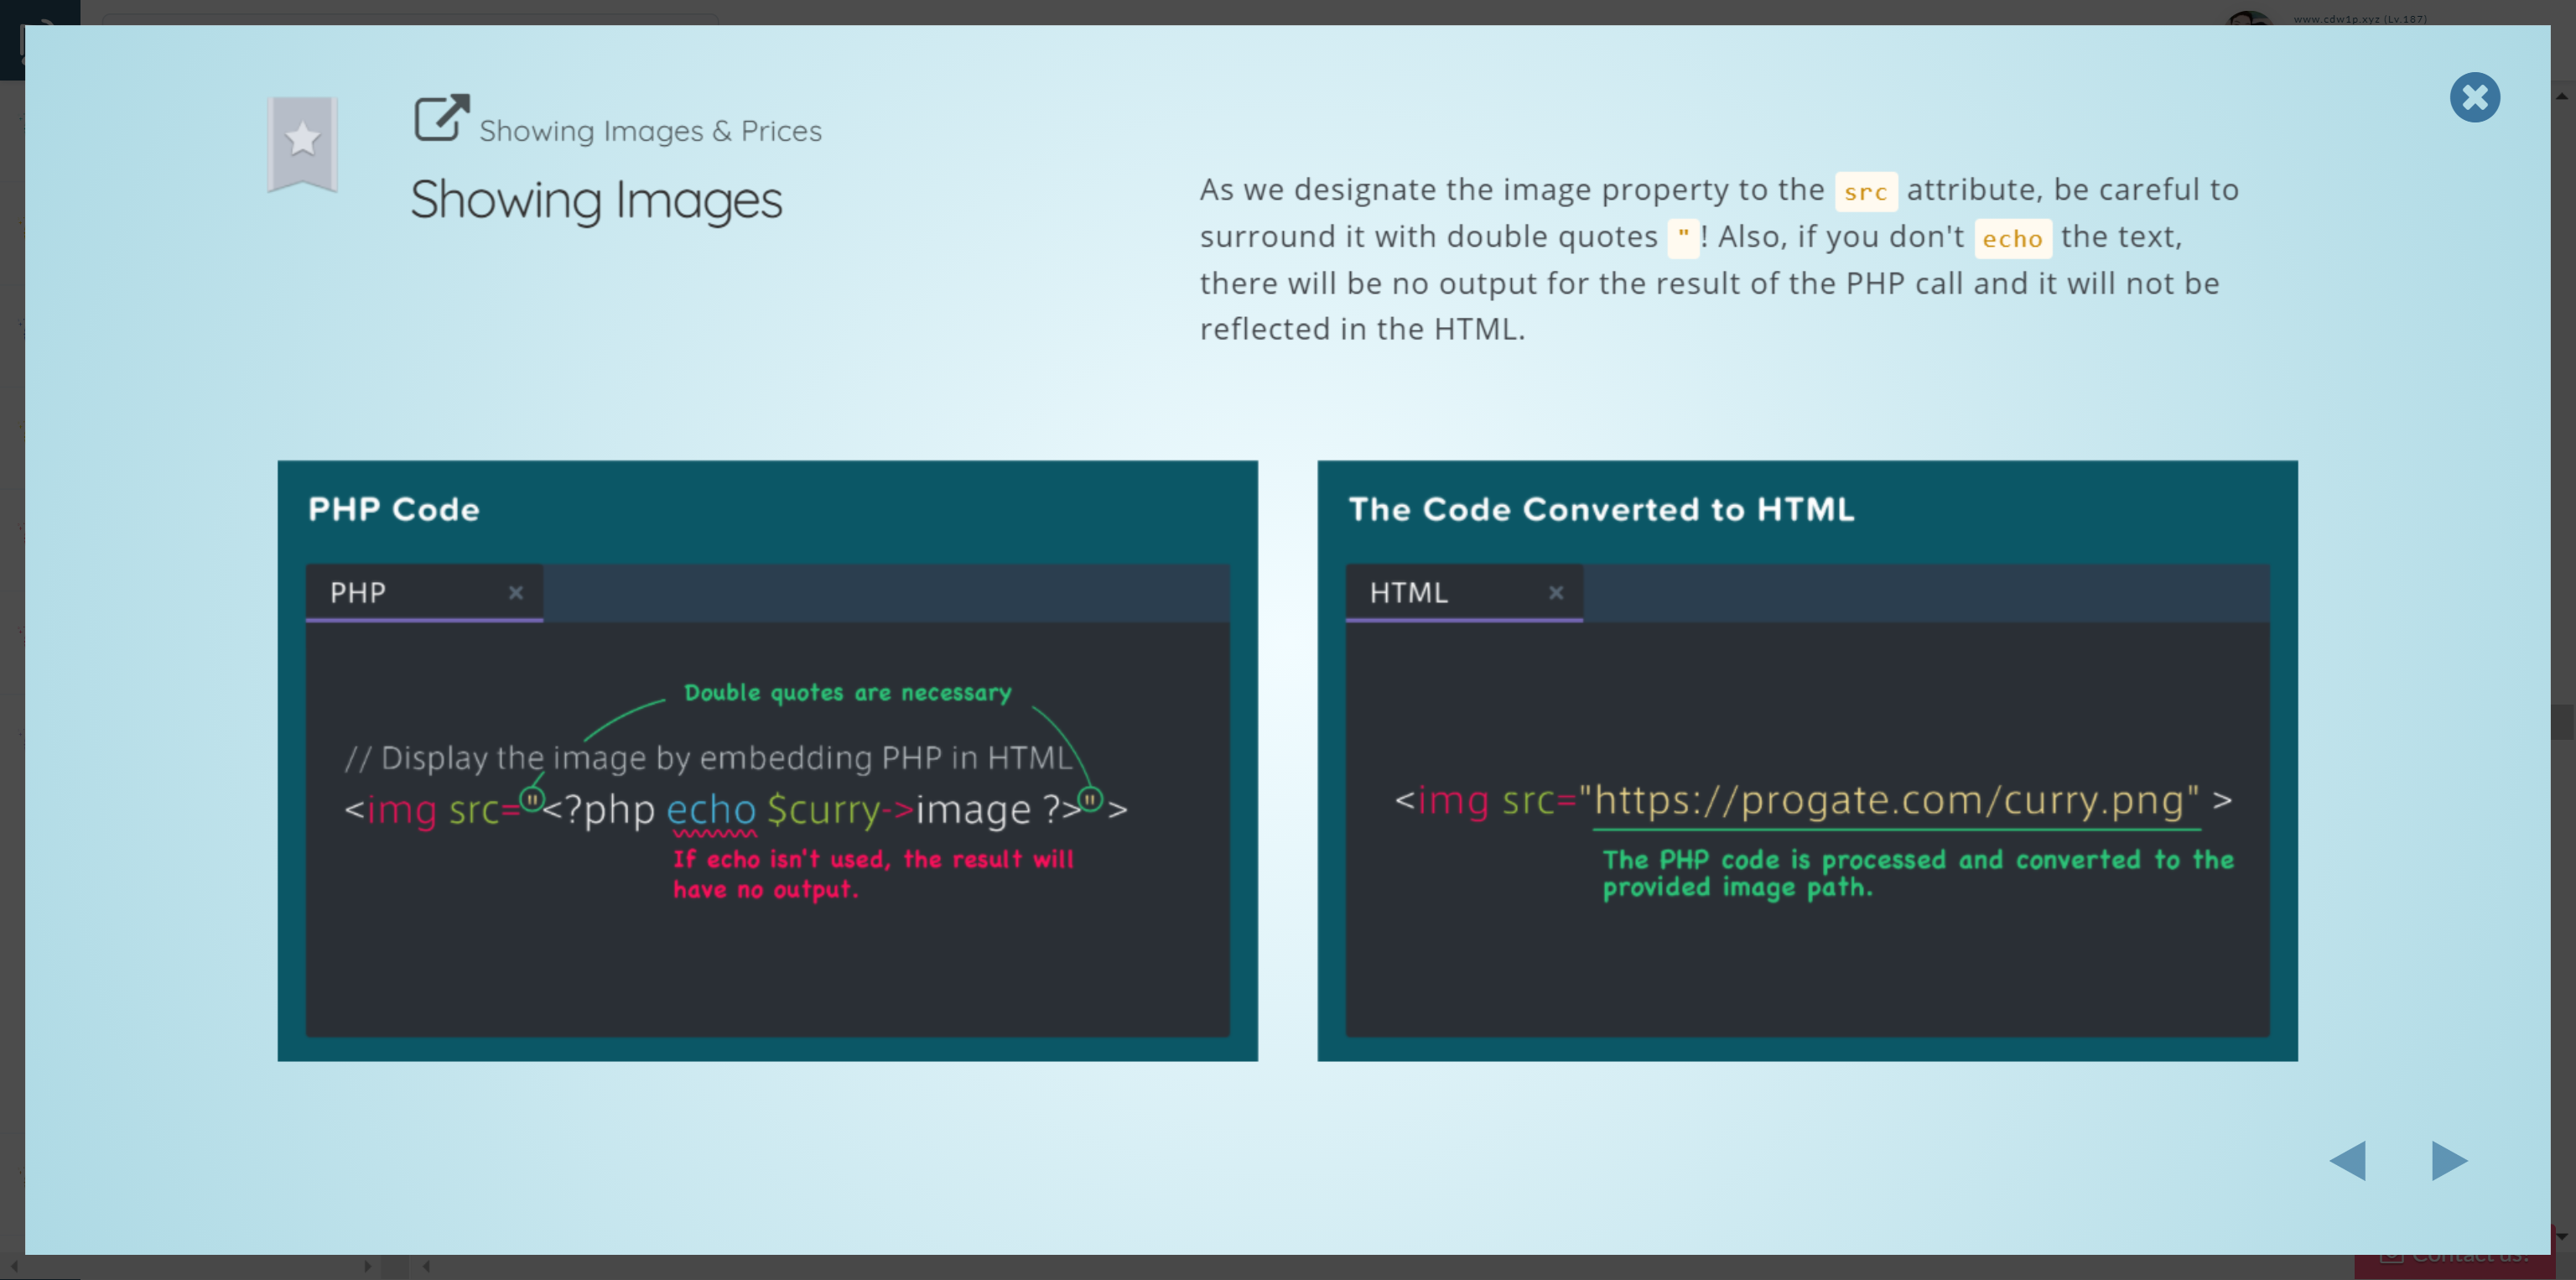 www.cdw1p.xyz (Lv.187)
Showing Images & Prices
Showing Images
As we designate the image property to the src attribute, be careful to
surround it with double quotes "! Also, if you don't echo the text,
there will be no output for the result of the PHP call and it will not be
reflected in the HTML.
PHP Code
PHP
Double quotes are necessary
// Display the image by embedding PHP in HTML
<img src="<?php echo $curry->image ?>" >
If echo isn't used, the result will
have no output.
The Code Converted to HTML
HTML
<img src="https://progate.com/curry.png" >
The PHP code is processed and converted to the
provided image path.
Contact us!